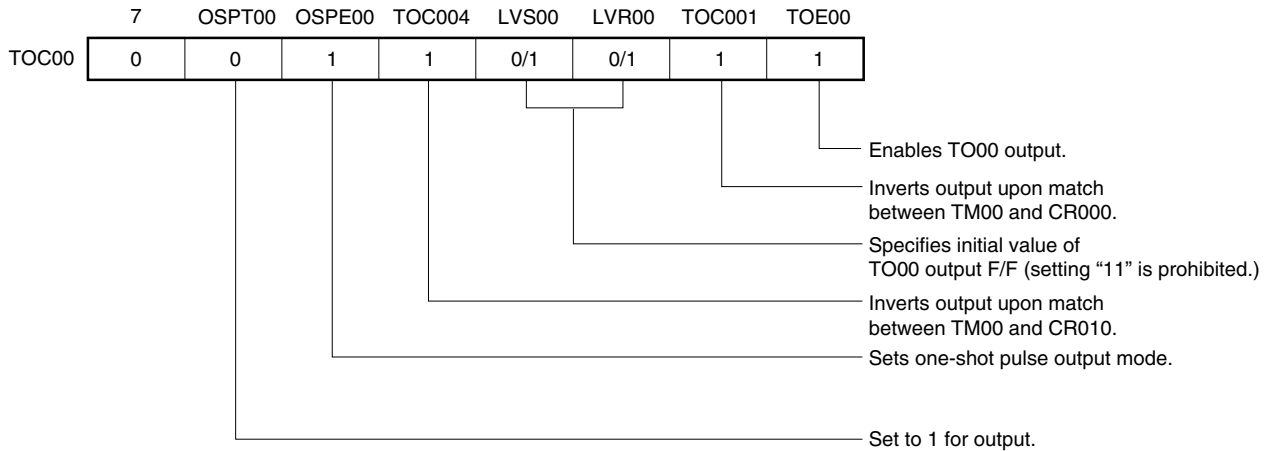 7 OSPT00 OSPE00 TOC004 LVS00 LVR00 TOC001 TOE00
TOC00 0 0 1 1 0/1 0/1 1 1
Enables TO00 output.
Inverts output upon match
between TM00 and CR000.
Specifies initial value of
TO00 output F/F (setting “11” is prohibited.)
Inverts output upon match
between TM00 and CR010.
Sets one-shot pulse output mode.
Set to 1 for output.